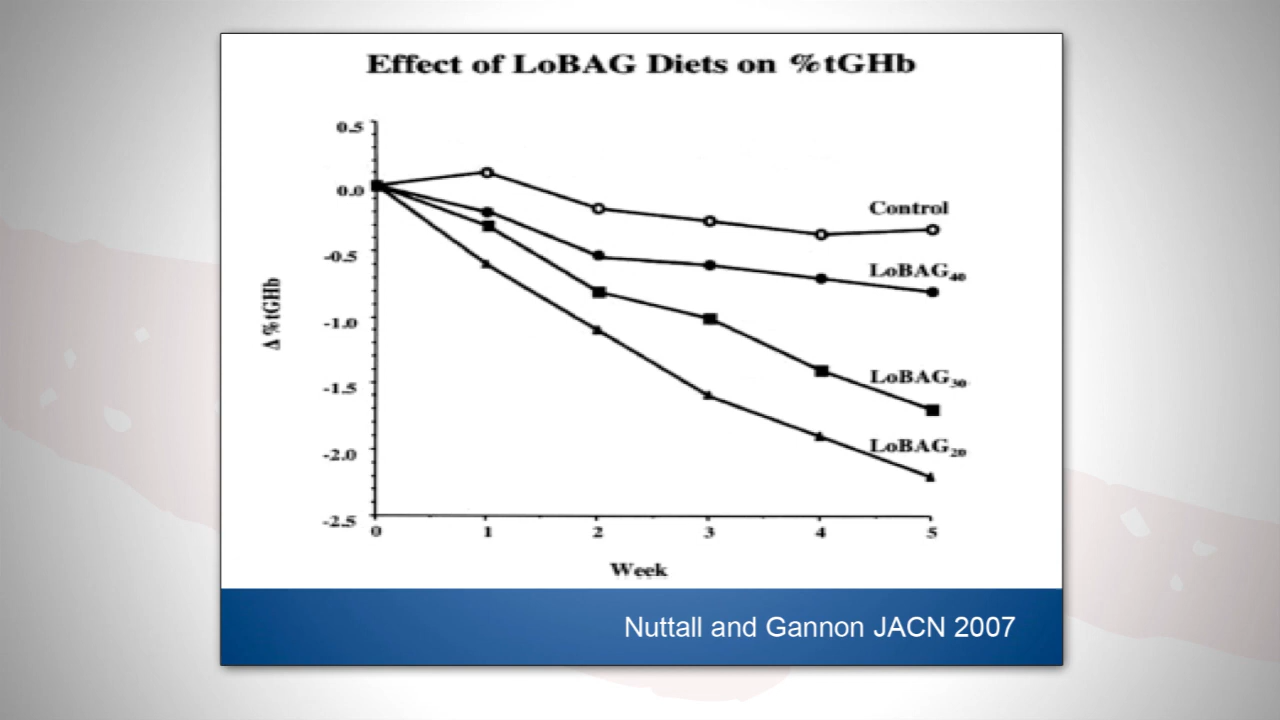 Effect of LoBAG Diets on %tGHb
0.5
0.0
-0.5
-1.0
-1.5
-2.0
-2.5
Δ%tGHb
Control
LoBAG40
LoBAG30
LoBAG20
0 1 2 3 4 5
Week
Nuttall and Gannon JACN 2007